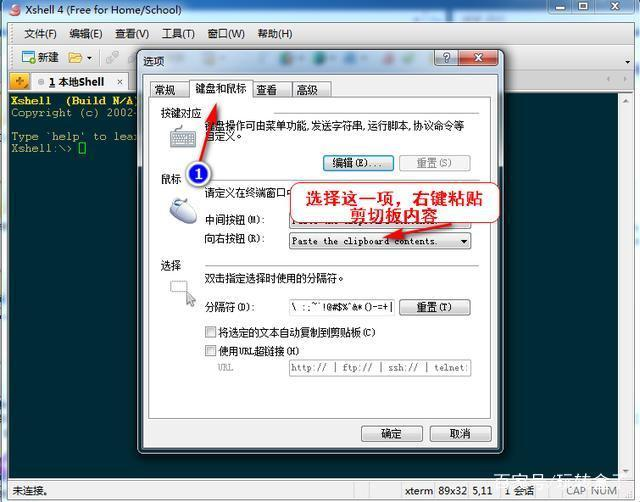 Xshell 4 (Free for Home/School)
文件(F) 编辑(E) 查看(V) 工具(T) 窗口(W) 帮助(H)
新建
1 本地Shell
Xshell (Build N/A)
Copyright (c) 2002-
Type `help' to lear
Xshell:\>
选项
? X
常规 键盘和鼠标 查看 高级
按键对应
键盘操作可由菜单功能,发送字符串,运行脚本,协议命令等
自定义。
编辑(E)... 重置(S)
1
鼠标
请定义在终端窗口中
选择这一项，右键粘贴
剪切板内容
中间按钮(M):
向右按钮(R): Paste the clipboard contents.
选择
双击指定选择时使用的分隔符。
分隔符(D): \ :;~`!@#$%^&*()-=+| 重置(T)
将选定的文本自动复制到剪贴板(C)
使用URL超链接(H)
URL http:// | ftp:// | ssh:// | telnet:
确定 取消
未连接。 xterm 89x32 5,11 1 会话 CAP NUM
百家号/玩转盒子